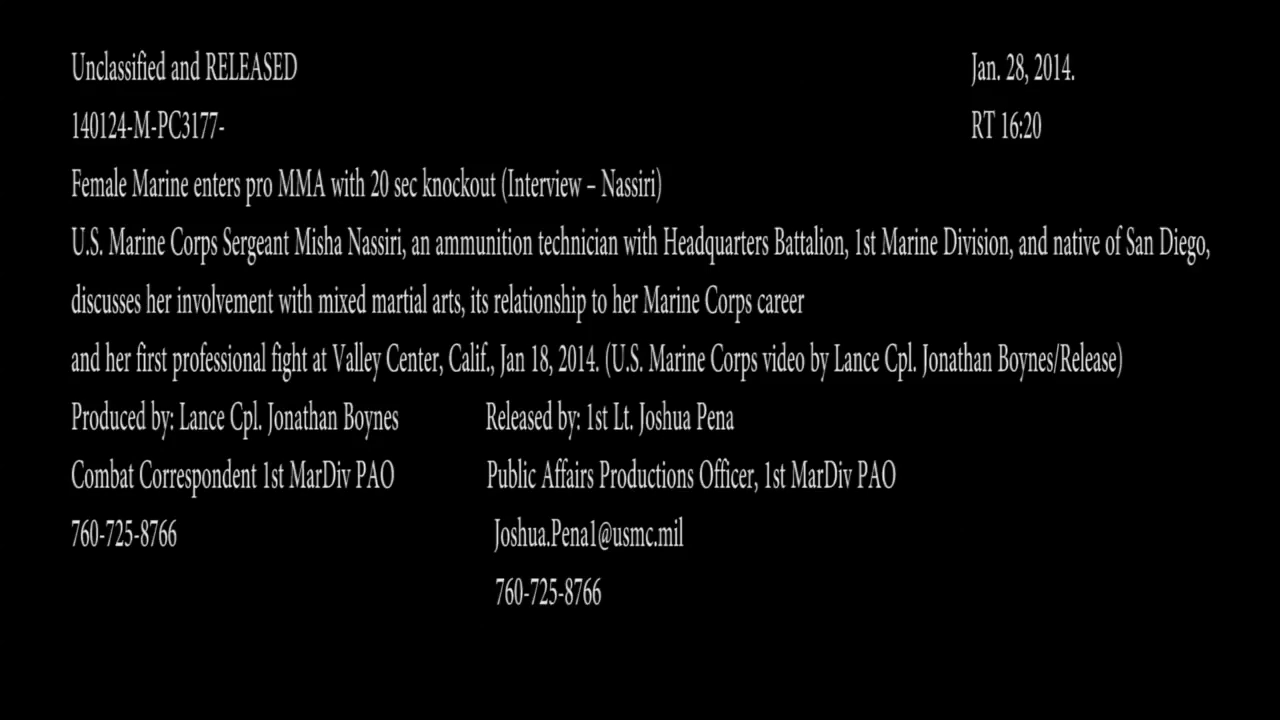 Unclassified and RELEASED Jan. 28, 2014.
140124-M-PC3177- RT 16:20
Female Marine enters pro MMA with 20 sec knockout (Interview – Nassiri)
U.S. Marine Corps Sergeant Misha Nassiri, an ammunition technician with Headquarters Battalion, 1st Marine Division, and native of San Diego,
discusses her involvement with mixed martial arts, its relationship to her Marine Corps career
and her first professional fight at Valley Center, Calif., Jan 18, 2014. (U.S. Marine Corps video by Lance Cpl. Jonathan Boynes/Release)
Produced by: Lance Cpl. Jonathan Boynes Released by: 1st Lt. Joshua Pena
Combat Correspondent 1st MarDiv PAO Public Affairs Productions Officer, 1st MarDiv PAO
760-725-8766 Joshua.Pena1@usmc.mil
760-725-8766